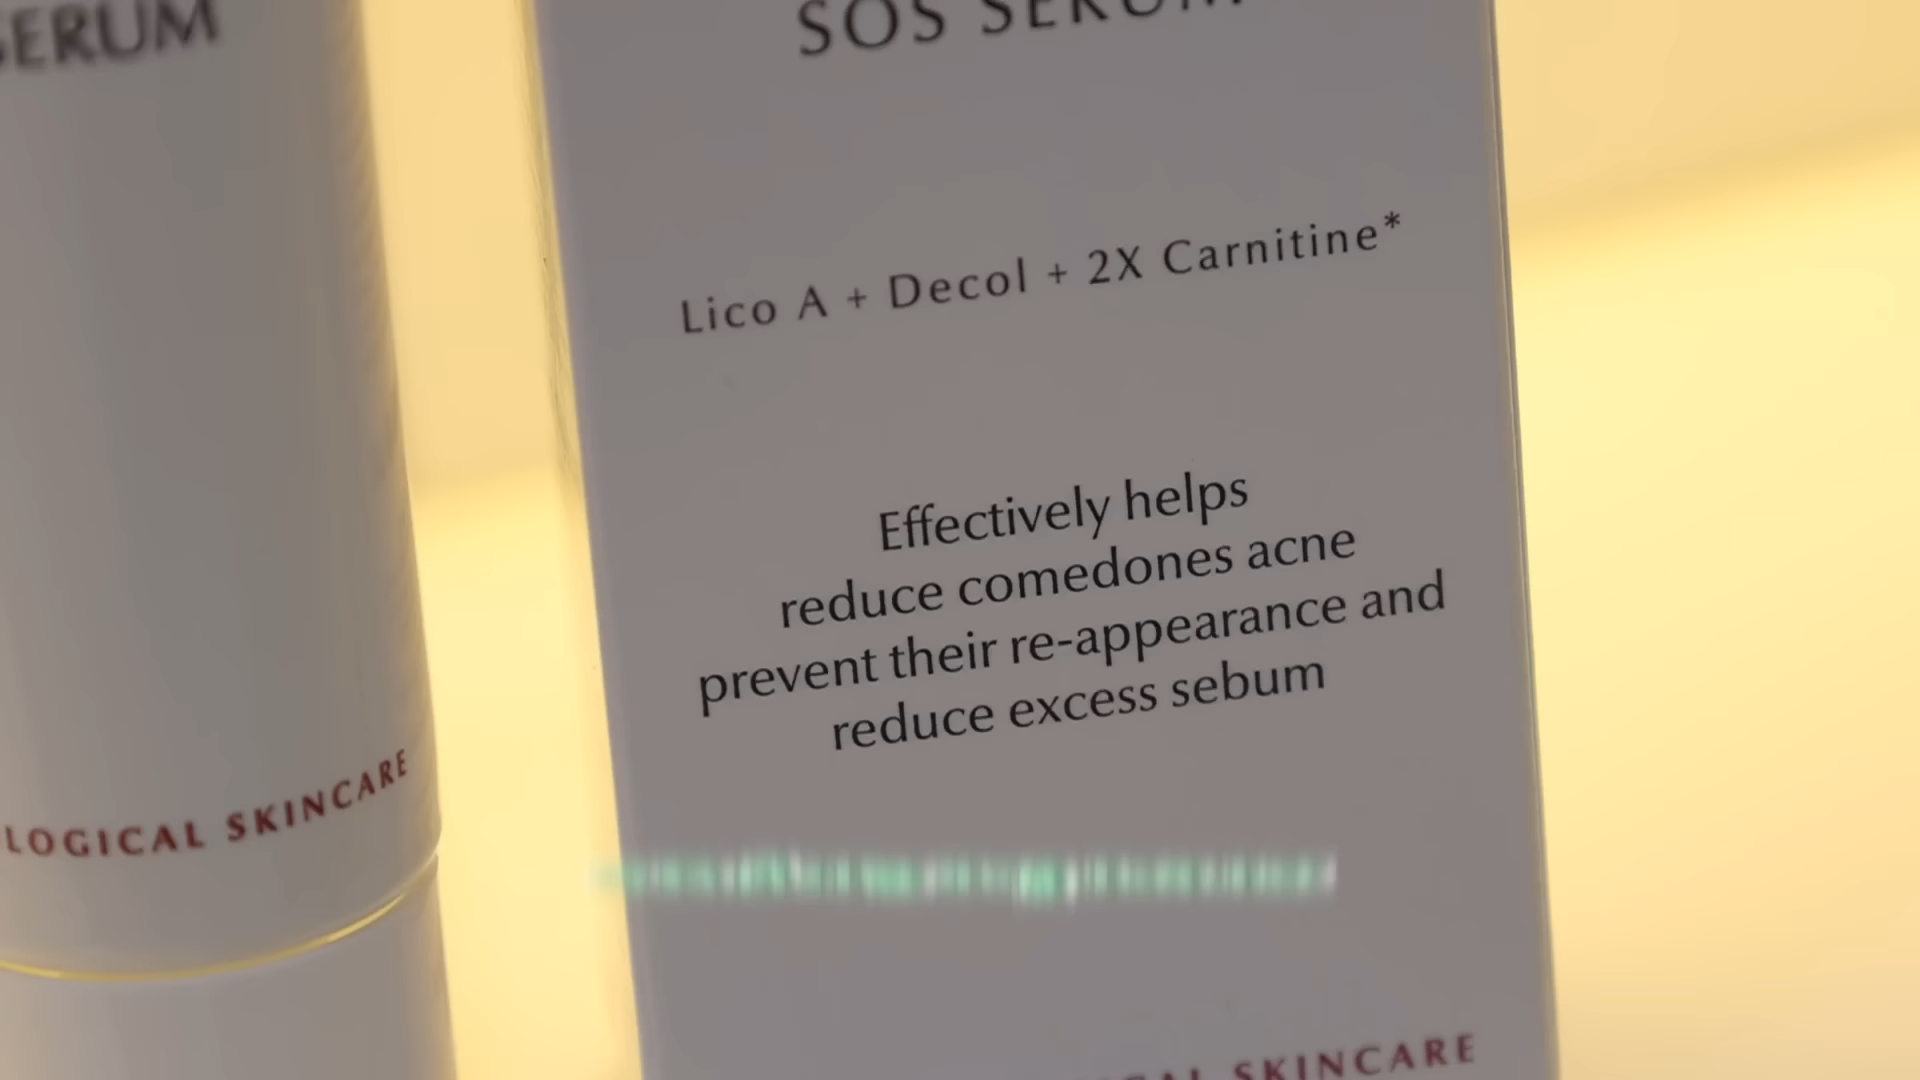 SERUM
LOGICAL SKINCARE
SOS SERUM
Lico A + Decol + 2X Carnitine*
Effectively helps
reduce comedones acne
prevent their re-appearance and
reduce excess sebum
SKINCARE